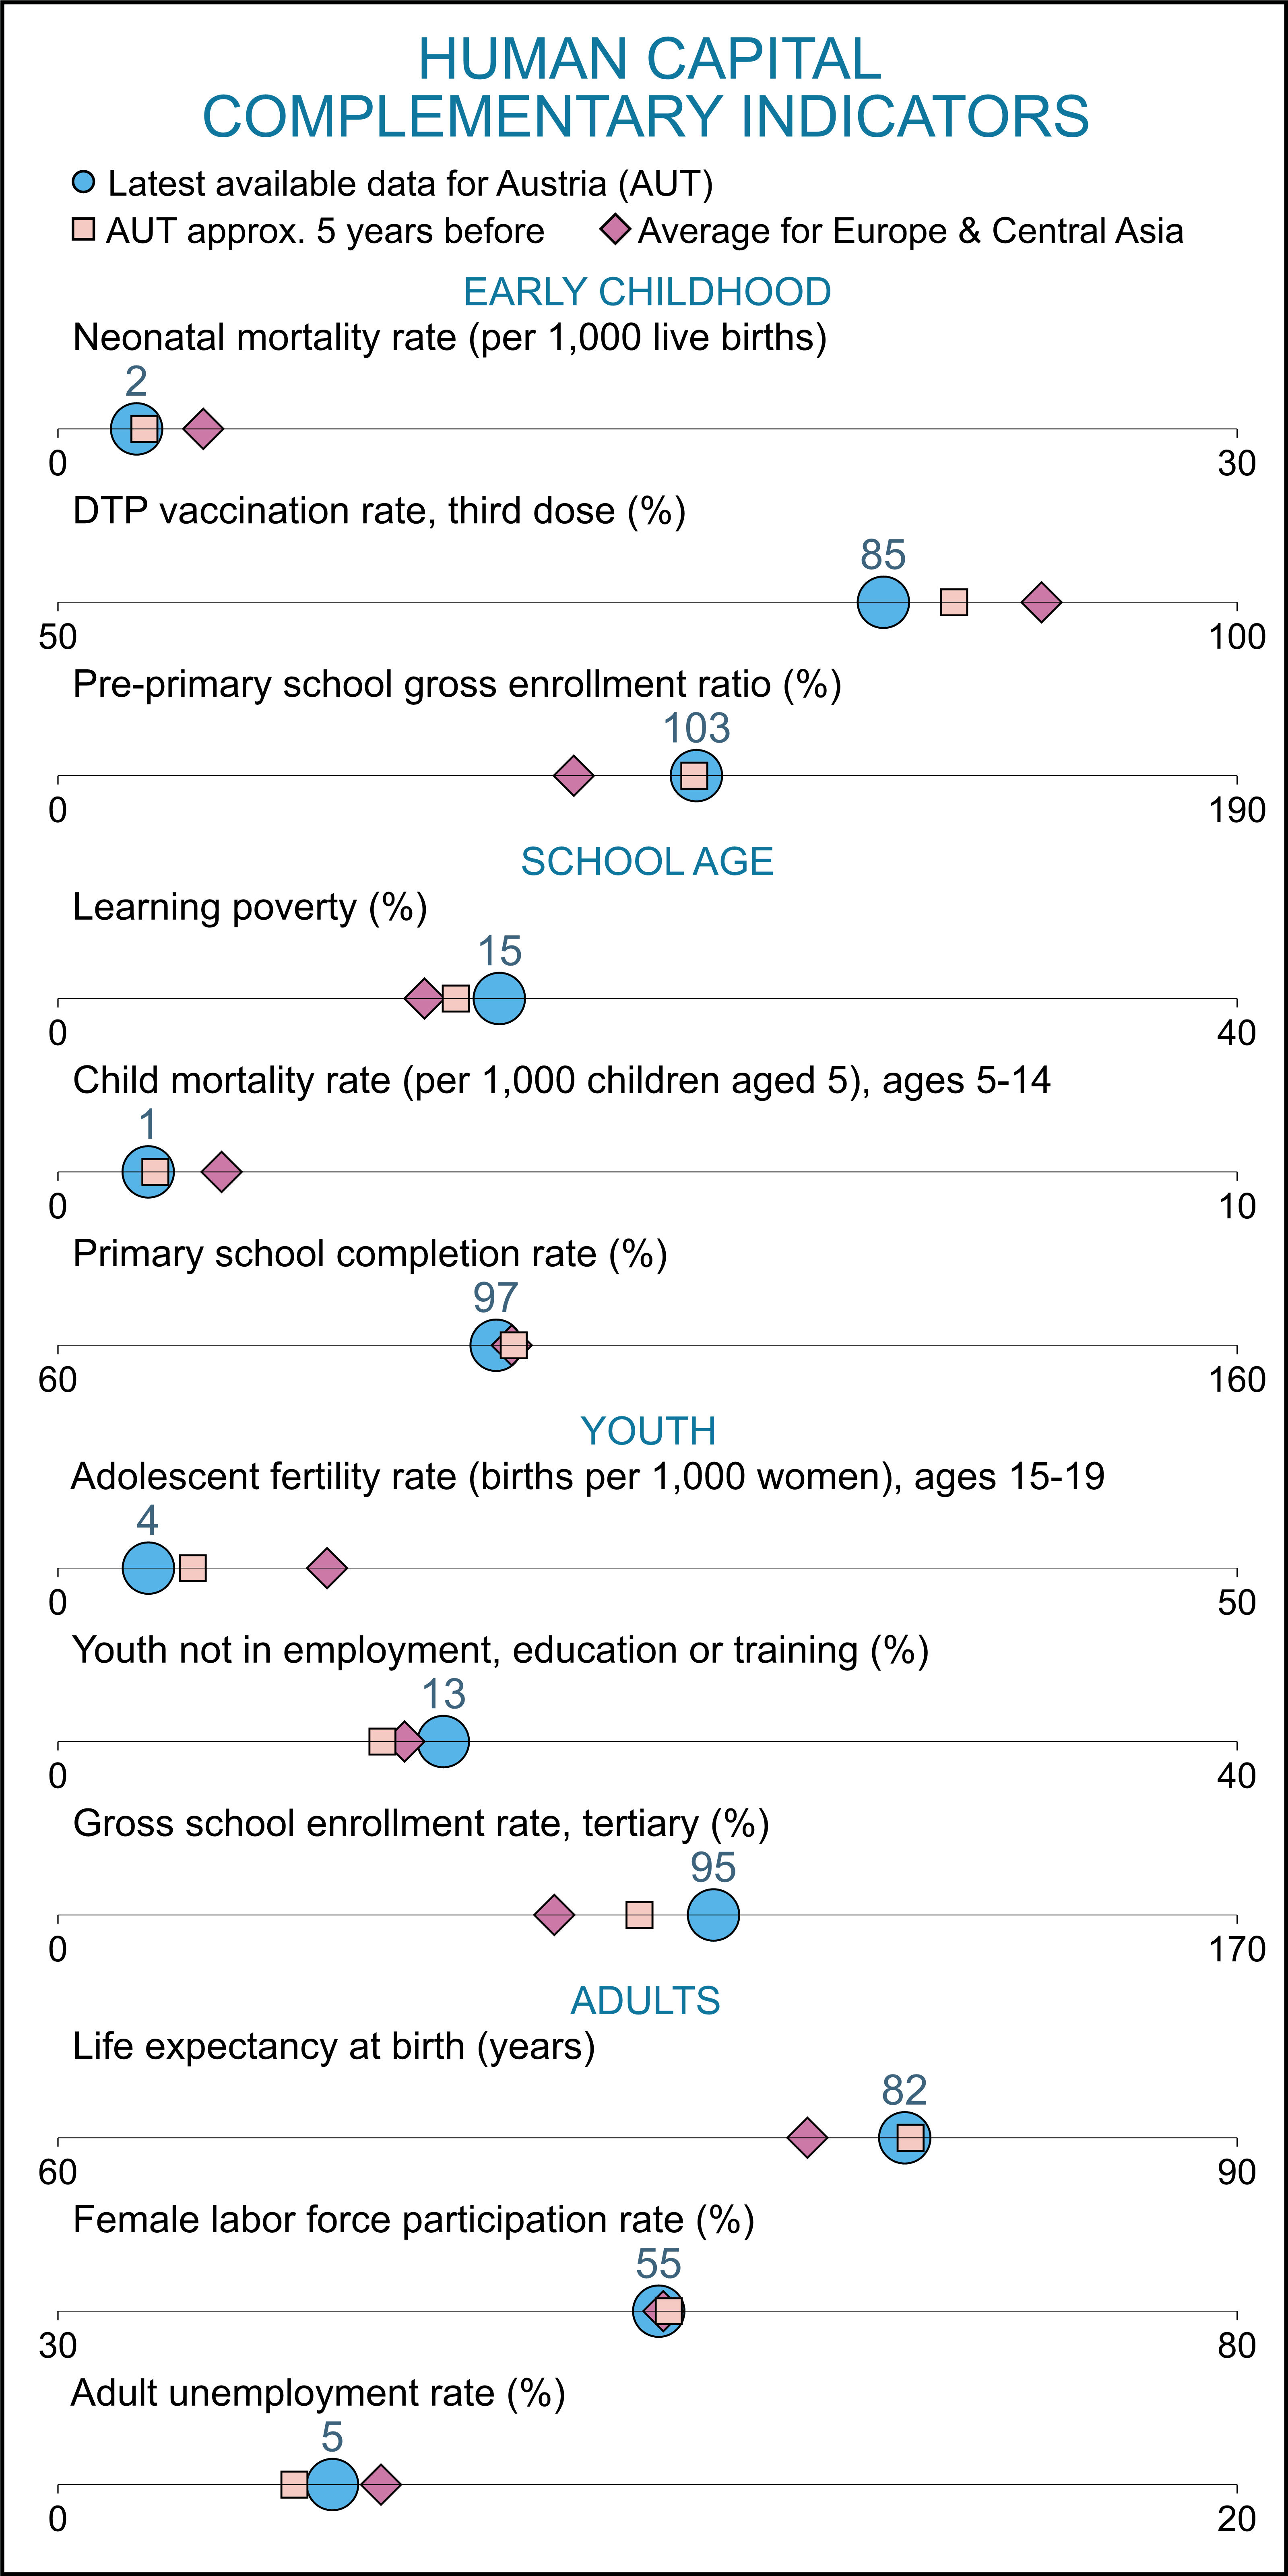 HUMAN CAPITAL
COMPLEMENTARY INDICATORS
Latest available data for Austria (AUT)
AUT approx. 5 years before
Average for Europe & Central Asia
EARLY CHILDHOOD
Neonatal mortality rate (per 1,000 live births)
2
0 30
DTP vaccination rate, third dose (%)
85
50 100
Pre-primary school gross enrollment ratio (%)
103
0 190
SCHOOL AGE
Learning poverty (%)
15
0 40
Child mortality rate (per 1,000 children aged 5), ages 5-14
1
0 10
Primary school completion rate (%)
97
60 160
YOUTH
Adolescent fertility rate (births per 1,000 women), ages 15-19
4
0 50
Youth not in employment, education or training (%)
13
0 40
Gross school enrollment rate, tertiary (%)
95
0 170
ADULTS
Life expectancy at birth (years)
82
60 90
Female labor force participation rate (%)
55
30 80
Adult unemployment rate (%)
5
0 20